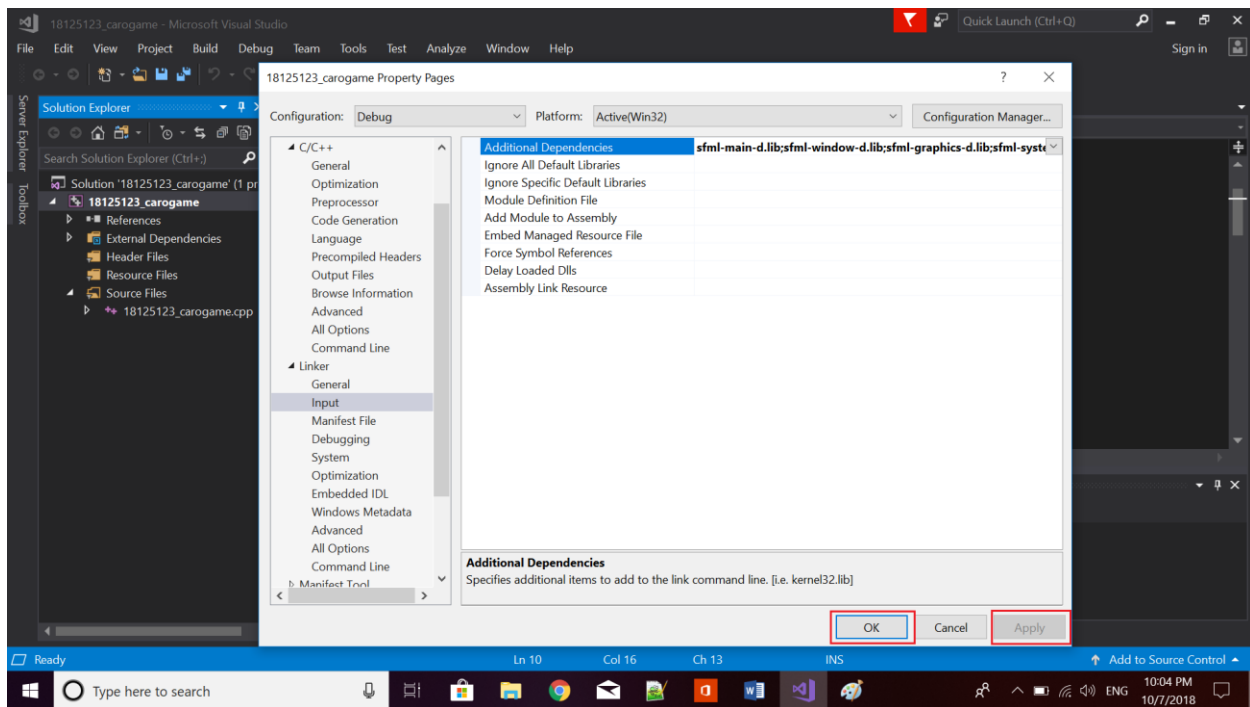 18125123_carogame - Microsoft Visual Studio
Quick Launch (Ctrl+Q)
File Edit View Project Build Debug Team Tools Test Analyze Window Help
Sign in
Server Explorer
Toolbox
Solution Explorer
Search Solution Explorer (Ctrl+;)
Solution '18125123_carogame' (1 pr
18125123_carogame
References
External Dependencies
Header Files
Resource Files
Source Files
18125123_carogame.cpp
18125123_carogame Property Pages
? 
Configuration: Debug
Platform: Active(Win32)
Configuration Manager...
C/C++
General
Optimization
Preprocessor
Code Generation
Language
Precompiled Headers
Output Files
Browse Information
Advanced
All Options
Command Line
Linker
General
Input
Manifest File
Debugging
System
Optimization
Embedded IDL
Windows Metadata
Advanced
All Options
Command Line
Manifest Tool
Additional Dependencies sfml-main-d.lib;sfml-window-d.lib;sfml-graphics-d.lib;sfml-syste
Ignore All Default Libraries
Ignore Specific Default Libraries
Module Definition File
Add Module to Assembly
Embed Managed Resource File
Force Symbol References
Delay Loaded Dlls
Assembly Link Resource
Additional Dependencies
Specifies additional items to add to the link command line. [i.e. kernel32.lib]
OK Cancel Apply
Ready Ln 10 Col 16 Ch 13 INS Add to Source Control
Type here to search
ENG
10:04 PM
10/7/2018